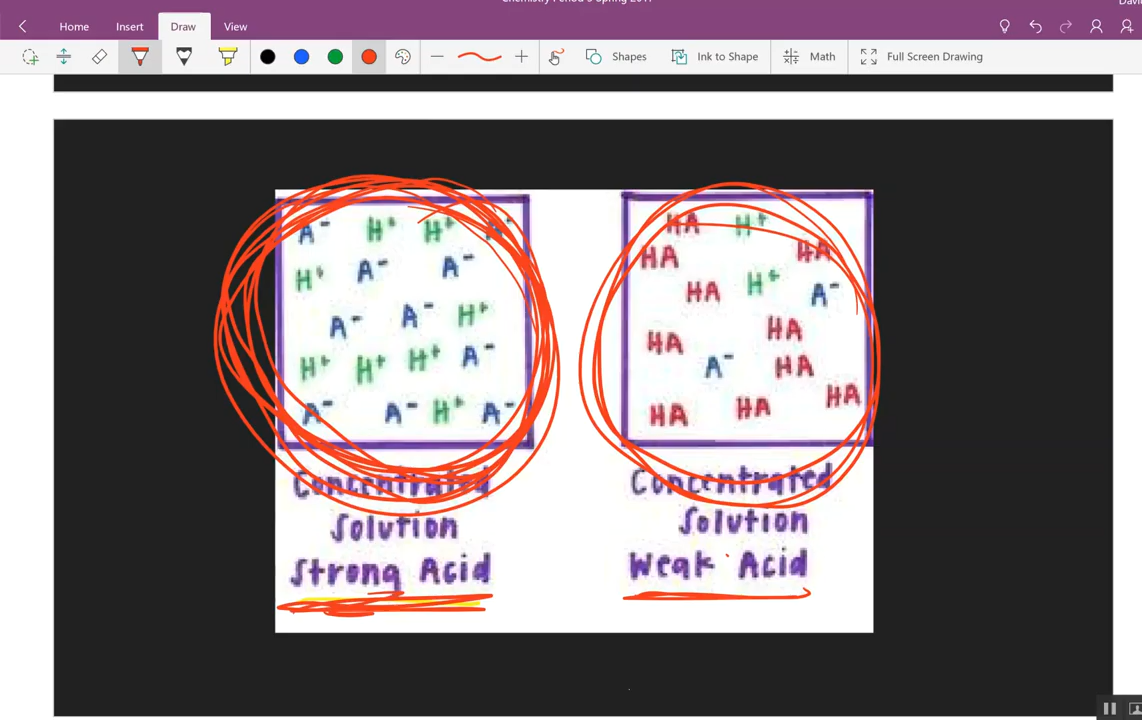 Home Insert Draw View
Shapes Ink to Shape Math Full Screen Drawing
A⁻ H⁺ H⁺
H⁺ A⁻ A⁻
A⁻ A⁻ H⁺
H⁺ H⁺ H⁺ A⁻
A⁻ A⁻ H⁺ A⁻
Concentrated
Solution
Strong Acid
HA H⁺
HA HA
HA H⁺ A⁻
HA HA
A⁻ HA
HA HA HA
Concentrated
Solution
Weak Acid